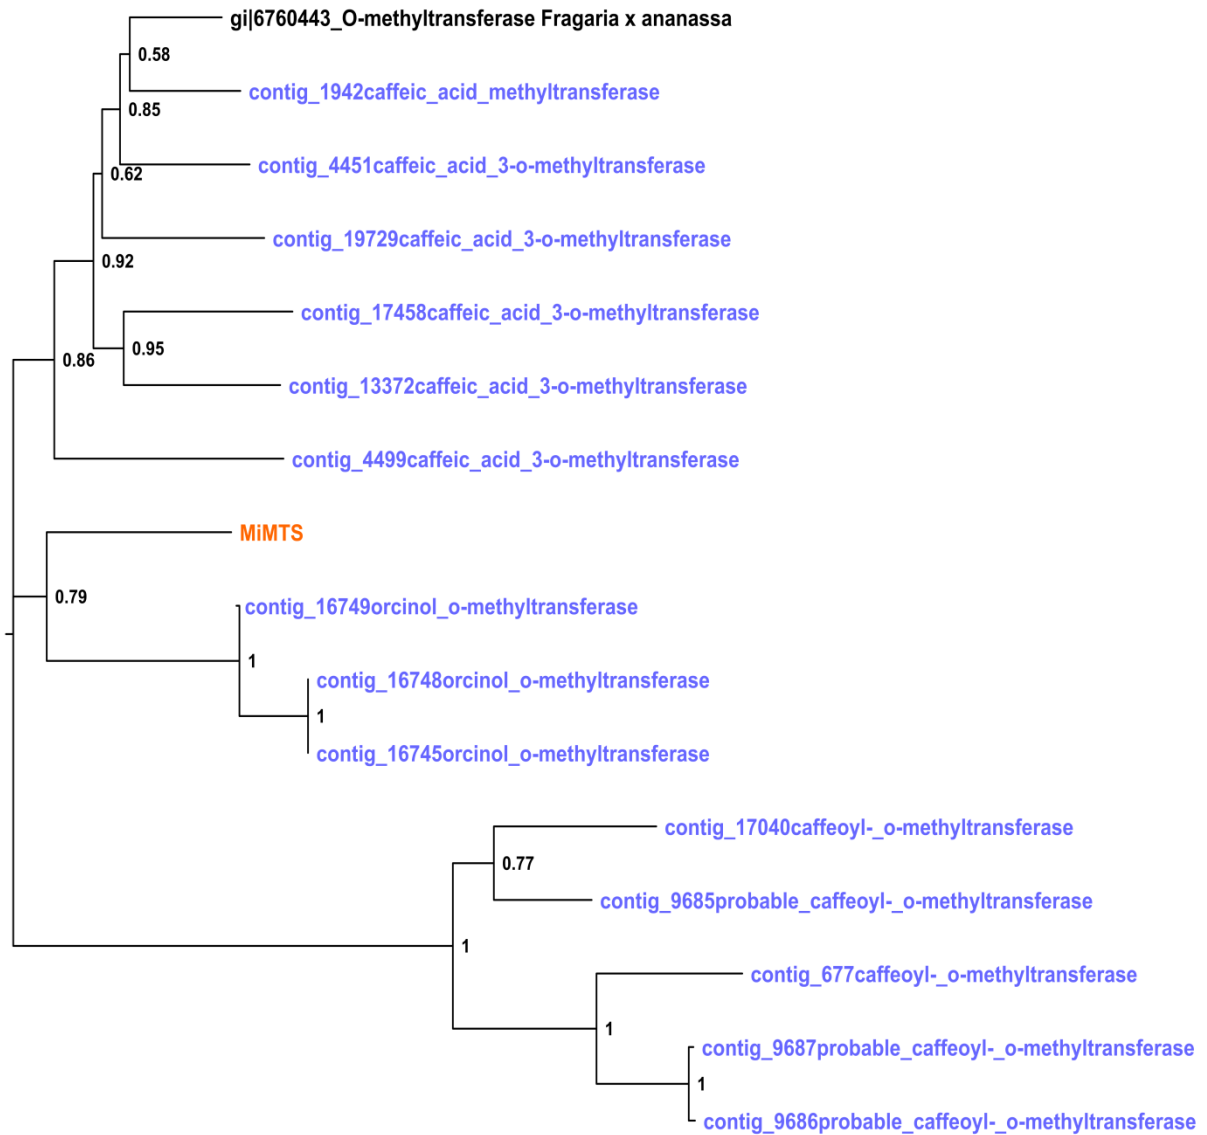 gi|6760443_O-methyltransferase Fragaria x ananassa
0.58
contig_1942caffeic_acid_methyltransferase
0.85
contig_4451caffeic_acid_3-o-methyltransferase
0.62
contig_19729caffeic_acid_3-o-methyltransferase
0.92
contig_17458caffeic_acid_3-o-methyltransferase
0.95
0.86
contig_13372caffeic_acid_3-o-methyltransferase
contig_4499caffeic_acid_3-o-methyltransferase
MiMTS
0.79
contig_16749orcinol_o-methyltransferase
1
contig_16748orcinol_o-methyltransferase
1
contig_16745orcinol_o-methyltransferase
contig_17040caffeoyl-_o-methyltransferase
0.77
contig_9685probable_caffeoyl-_o-methyltransferase
1
contig_677caffeoyl-_o-methyltransferase
1
contig_9687probable_caffeoyl-_o-methyltransferase
1
contig_9686probable_caffeoyl-_o-methyltransferase